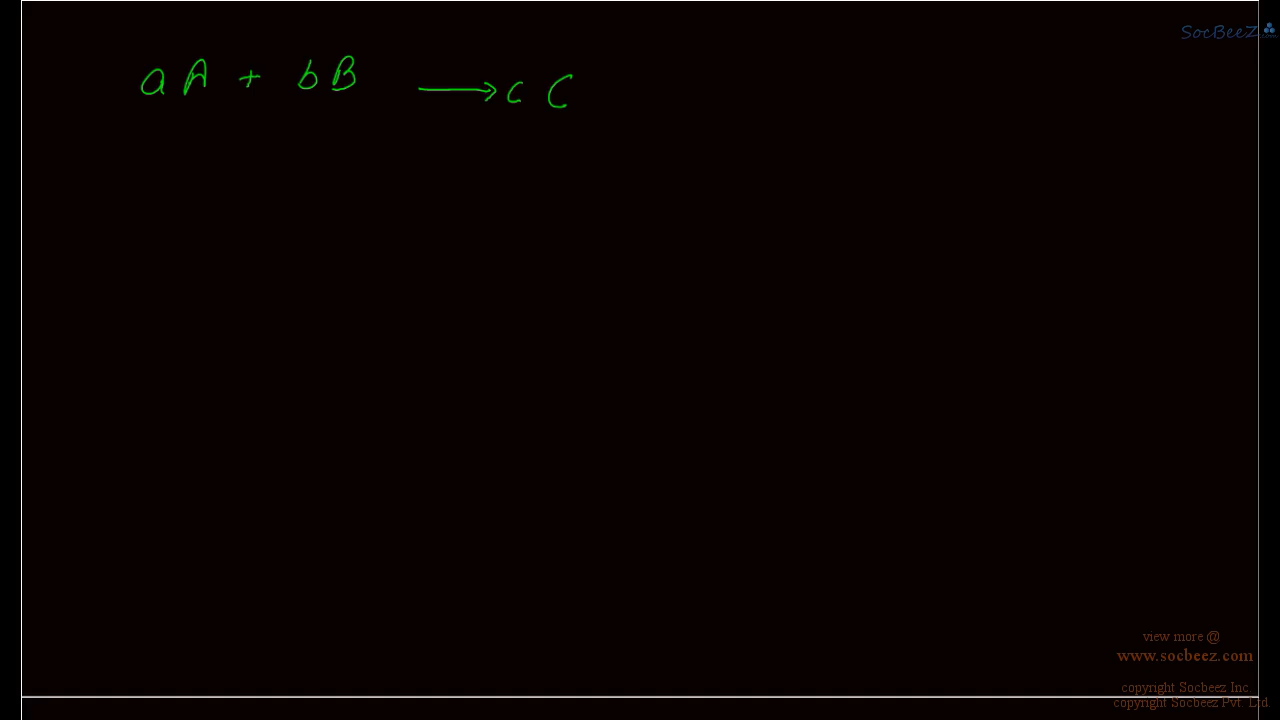 SocBeeZ
aA + bB → cC
view more @
www.socbeez.com
copyright Socbeez Inc.
copyright Socbeez Pvt. Ltd.